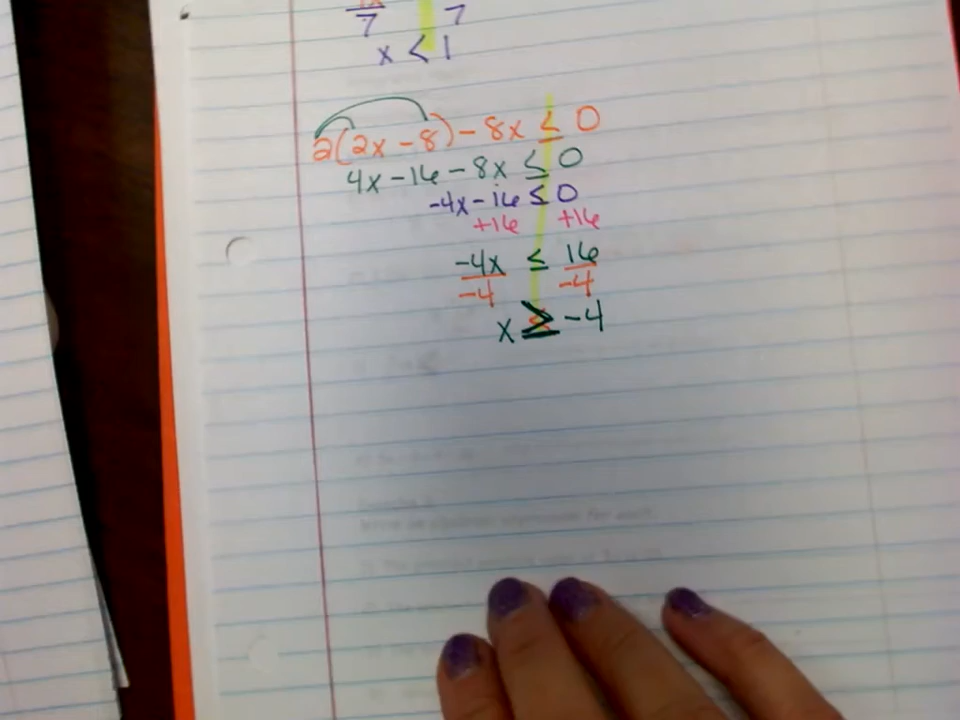 7 7
x < 1
2(2x - 8) - 8x ≤ 0
4x - 16 - 8x ≤ 0
-4x - 16 ≤ 0
+16 +16
-4x ≤ 16
-4 -4
x ≥ -4